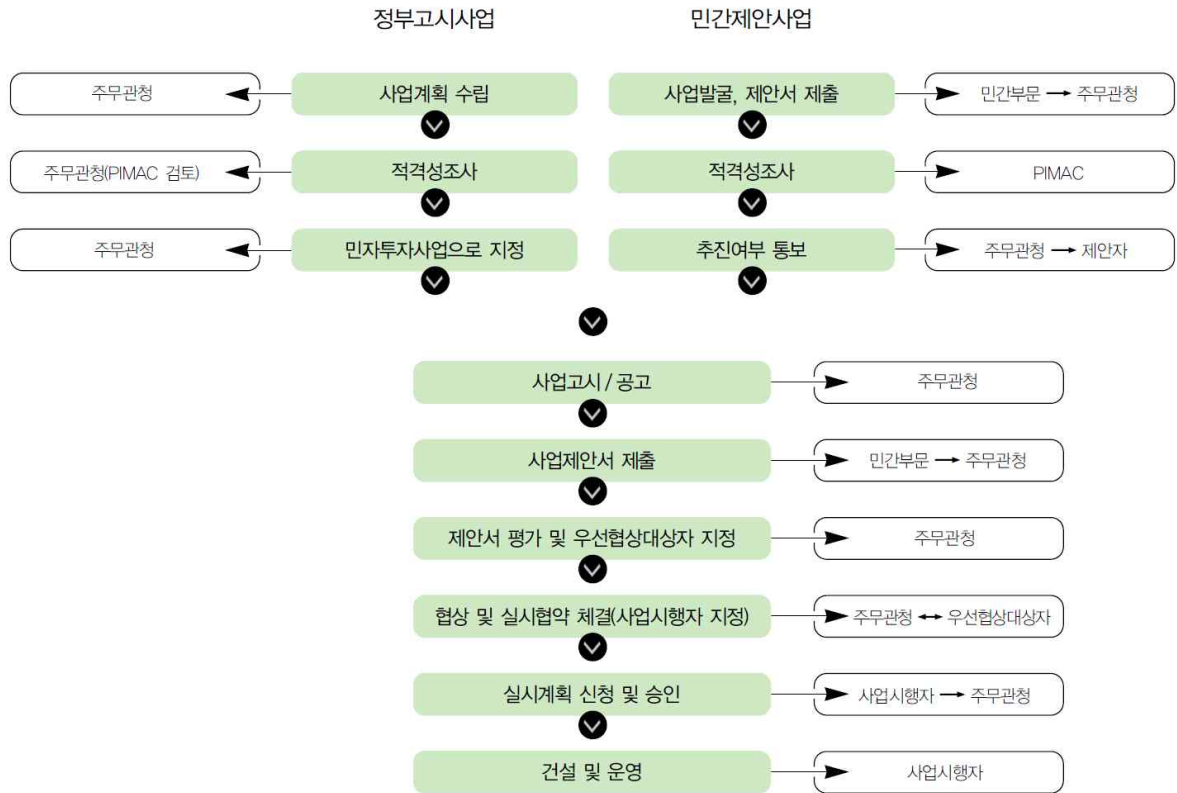 정부고시사업 민간제안사업
주무관청 사업계획 수립 사업발굴, 제안서 제출 민간부문 → 주무관청
주무관청(PIMAC 검토) 적격성조사 적격성조사 PIMAC
주무관청 민자투자사업으로 지정 추진여부 통보 주무관청 → 제안자
사업고시 / 공고 주무관청
사업제안서 제출 민간부문 → 주무관청
제안서 평가 및 우선협상대상자 지정 주무관청
협상 및 실시협약 체결(사업시행자 지정) 주무관청 ↔ 우선협상대상자
실시계획 신청 및 승인 사업시행자 → 주무관청
건설 및 운영 사업시행자